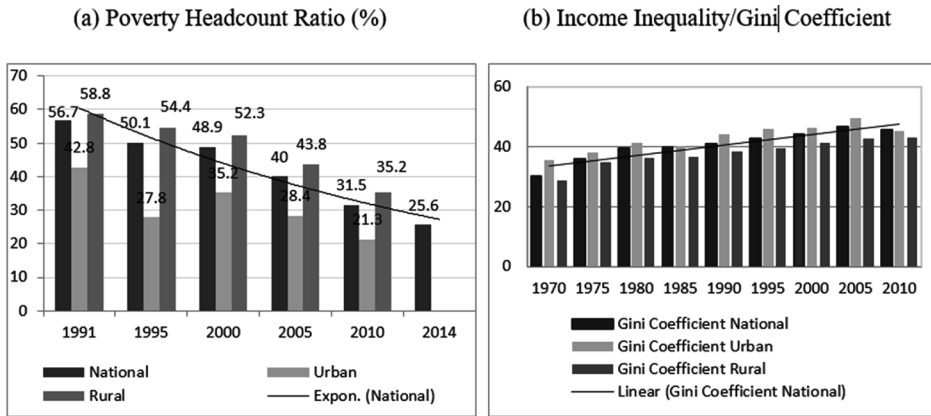 (a) Poverty Headcount Ratio (%)
(b) Income Inequality/Gini Coefficient
70
60
50
40
30
20
10
0
56.7
58.8
42.8
50.1
54.4
27.8
48.9
52.3
35.2
40
43.8
28.4
31.5
35.2
21.3
25.6
1991 1995 2000 2005 2010 2014
National Urban
Rural Expon. (National)
60
40
20
0
1970 1975 1980 1985 1990 1995 2000 2005 2010
Gini Coefficient National
Gini Coefficient Urban
Gini Coefficient Rural
Linear (Gini Coefficient National)